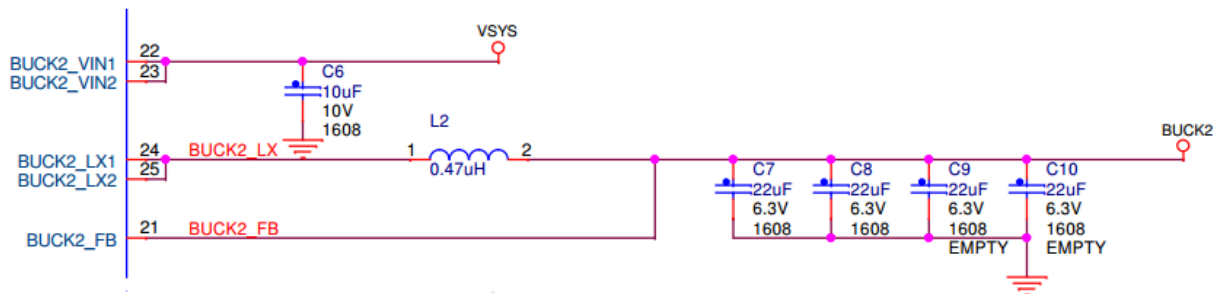 VSYS
BUCK2_VIN1 22
BUCK2_VIN2 23
C6
10uF
10V
1608
L2
BUCK2
BUCK2_LX1 24 BUCK2_LX 1 2
BUCK2_LX2 25
0.47uH
C7 C8 C9 C10
22uF 22uF 22uF 22uF
6.3V 6.3V 6.3V 6.3V
1608 1608 1608 1608
EMPTY EMPTY
BUCK2_FB 21 BUCK2_FB